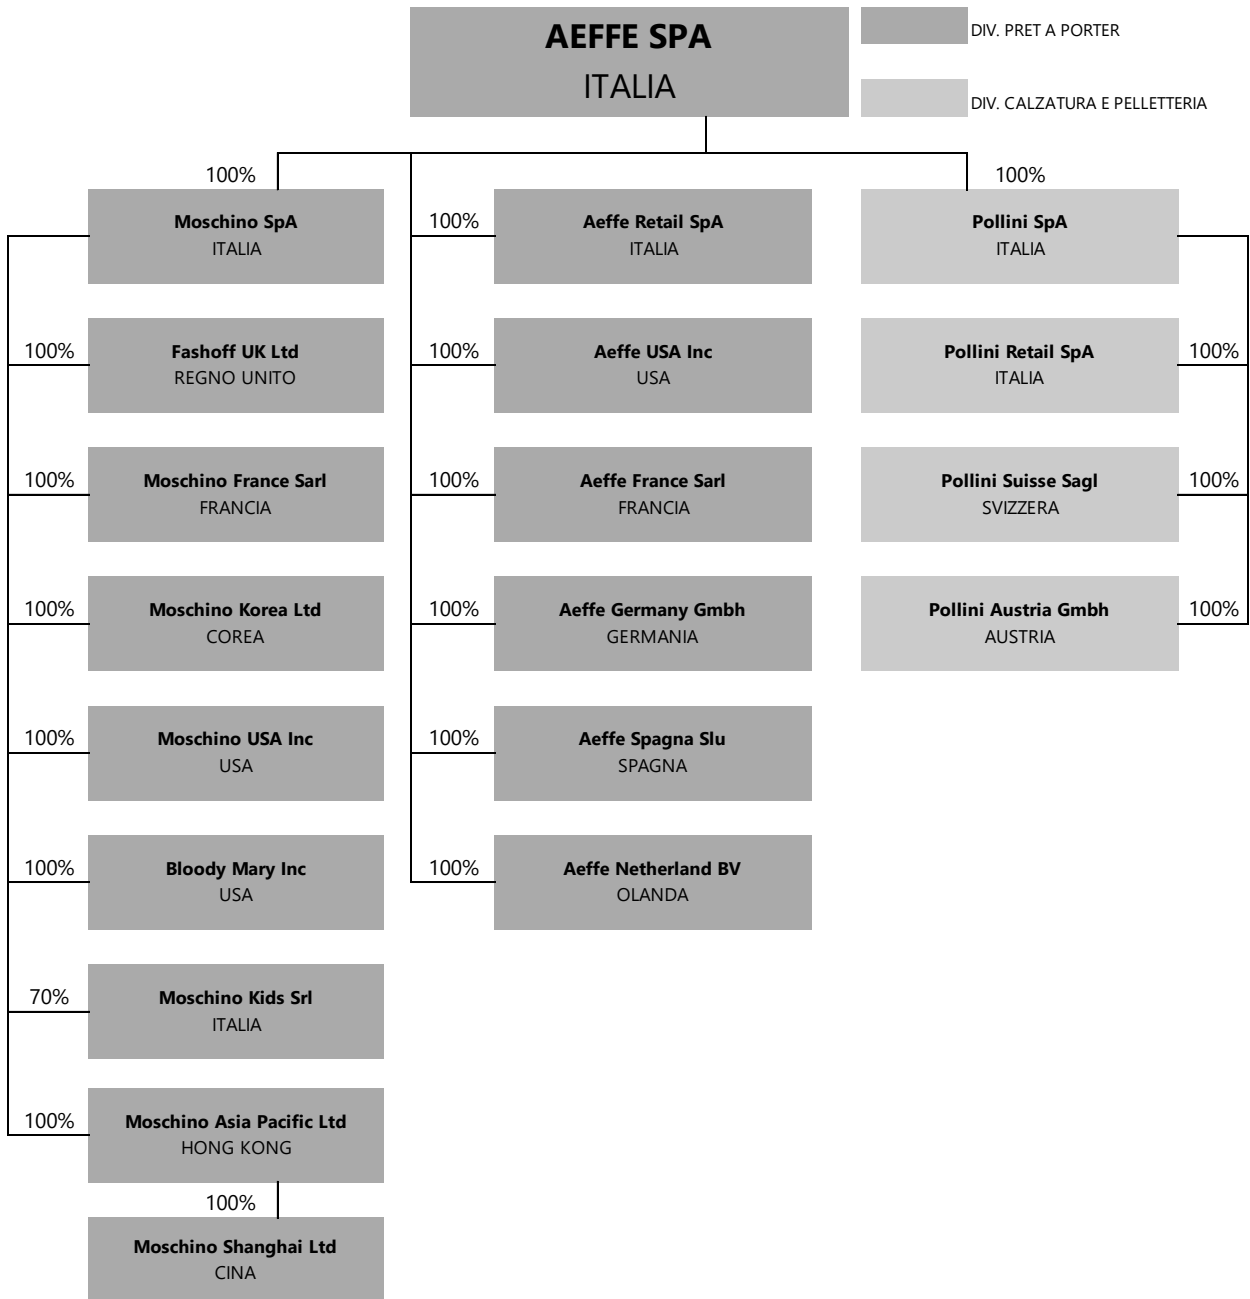 AEFFE SPA
ITALIA
DIV. PRET A PORTER
DIV. CALZATURA E PELLETTERIA
100%
Moschino SpA
ITALIA
100%
Fashoff UK Ltd
REGNO UNITO
100%
Moschino France Sarl
FRANCIA
100%
Moschino Korea Ltd
COREA
100%
Moschino USA Inc
USA
100%
Bloody Mary Inc
USA
70%
Moschino Kids Srl
ITALIA
100%
Moschino Asia Pacific Ltd
HONG KONG
100%
Moschino Shanghai Ltd
CINA
100%
Aeffe Retail SpA
ITALIA
100%
Aeffe USA Inc
USA
100%
Aeffe France Sarl
FRANCIA
100%
Aeffe Germany Gmbh
GERMANIA
100%
Aeffe Spagna Slu
SPAGNA
100%
Aeffe Netherland BV
OLANDA
100%
Pollini SpA
ITALIA
Pollini Retail SpA
ITALIA
100%
Pollini Suisse Sagl
SVIZZERA
100%
Pollini Austria Gmbh
AUSTRIA
100%